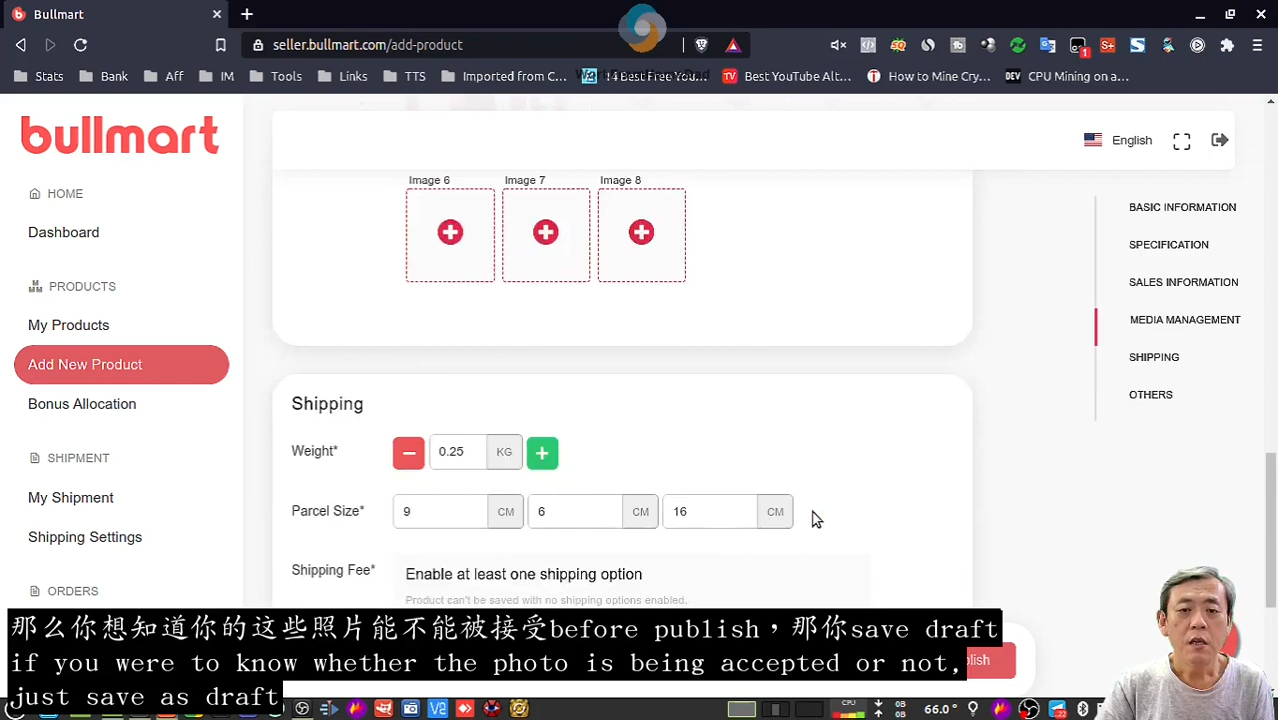 Bullmart
seller.bullmart.com/add-product
Stats
Bank
Aff
IM
Tools
Links
TTS
Imported from C...
Best YouTube Alt...
How to Mine Cry...
DEV
CPU Mining on a...
bullmart
English
HOME
Dashboard
PRODUCTS
My Products
Add New Product
Bonus Allocation
SHIPMENT
My Shipment
Shipping Settings
ORDERS
Image 6
Image 7
Image 8
BASIC INFORMATION
SPECIFICATION
SALES INFORMATION
MEDIA MANAGEMENT
SHIPPING
OTHERS
Shipping
Weight*
0.25
KG
Parcel Size*
9 CM
6 CM
16 CM
Shipping Fee*
Enable at least one shipping option
Product can't be saved with no shipping options enabled.
那么你想知道你的这些照片能不能被接受before publish，那你save draft
if you were to know whether the photo is being accepted or not,
just save as draft
66.0°